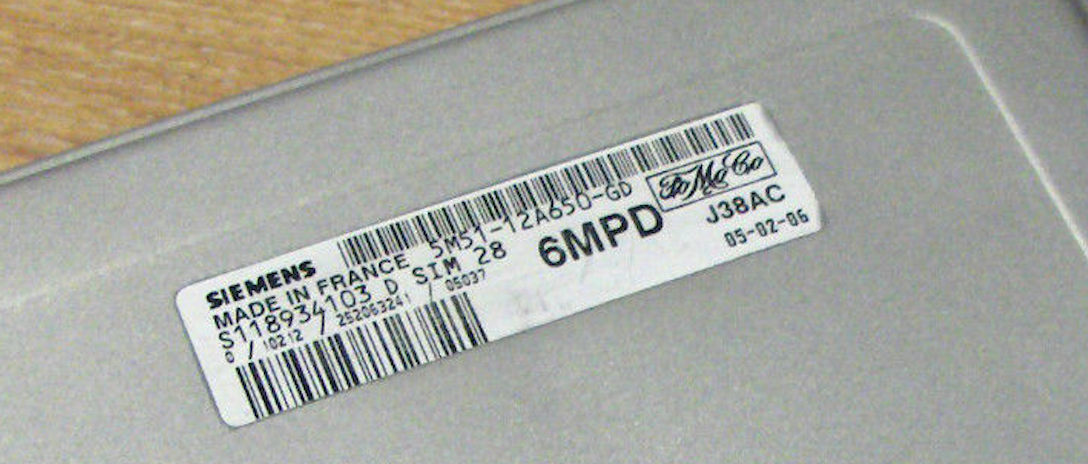 SIEMENS
MADE IN FRANCE 5M51-12A650-GD
S118934103 D SIM 28
0 / 10212 / 252063241 / 05037
6MPD
FoMoCo
J38AC
05-02-06